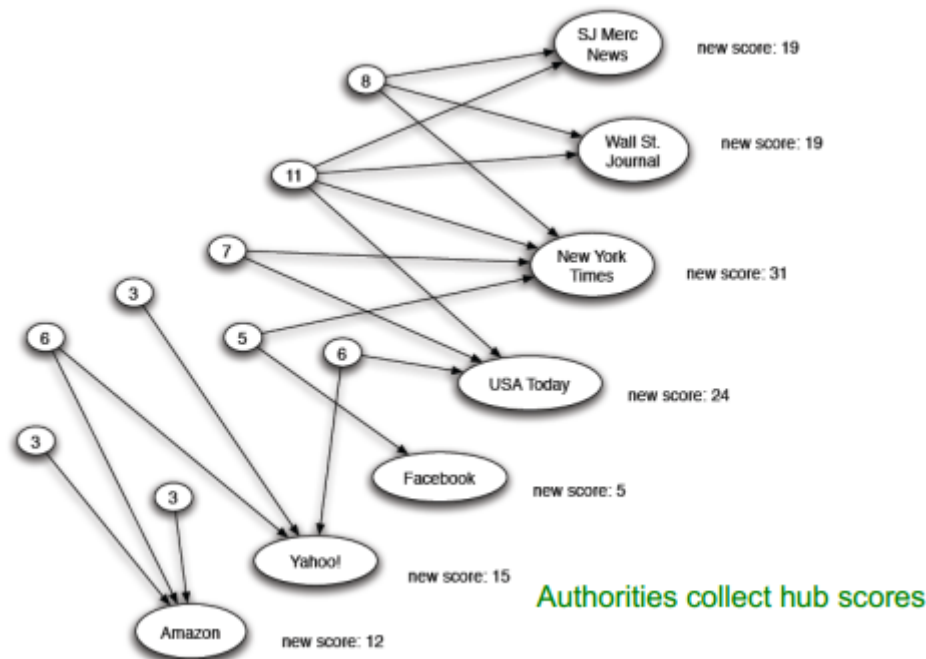 SJ Merc
News
new score: 19
8
Wall St.
Journal
new score: 19
11
7
New York
Times
new score: 31
3
6
5
6
USA Today
new score: 24
3
Facebook
new score: 5
3
Yahoo!
new score: 15
Authorities collect hub scores
Amazon
new score: 12